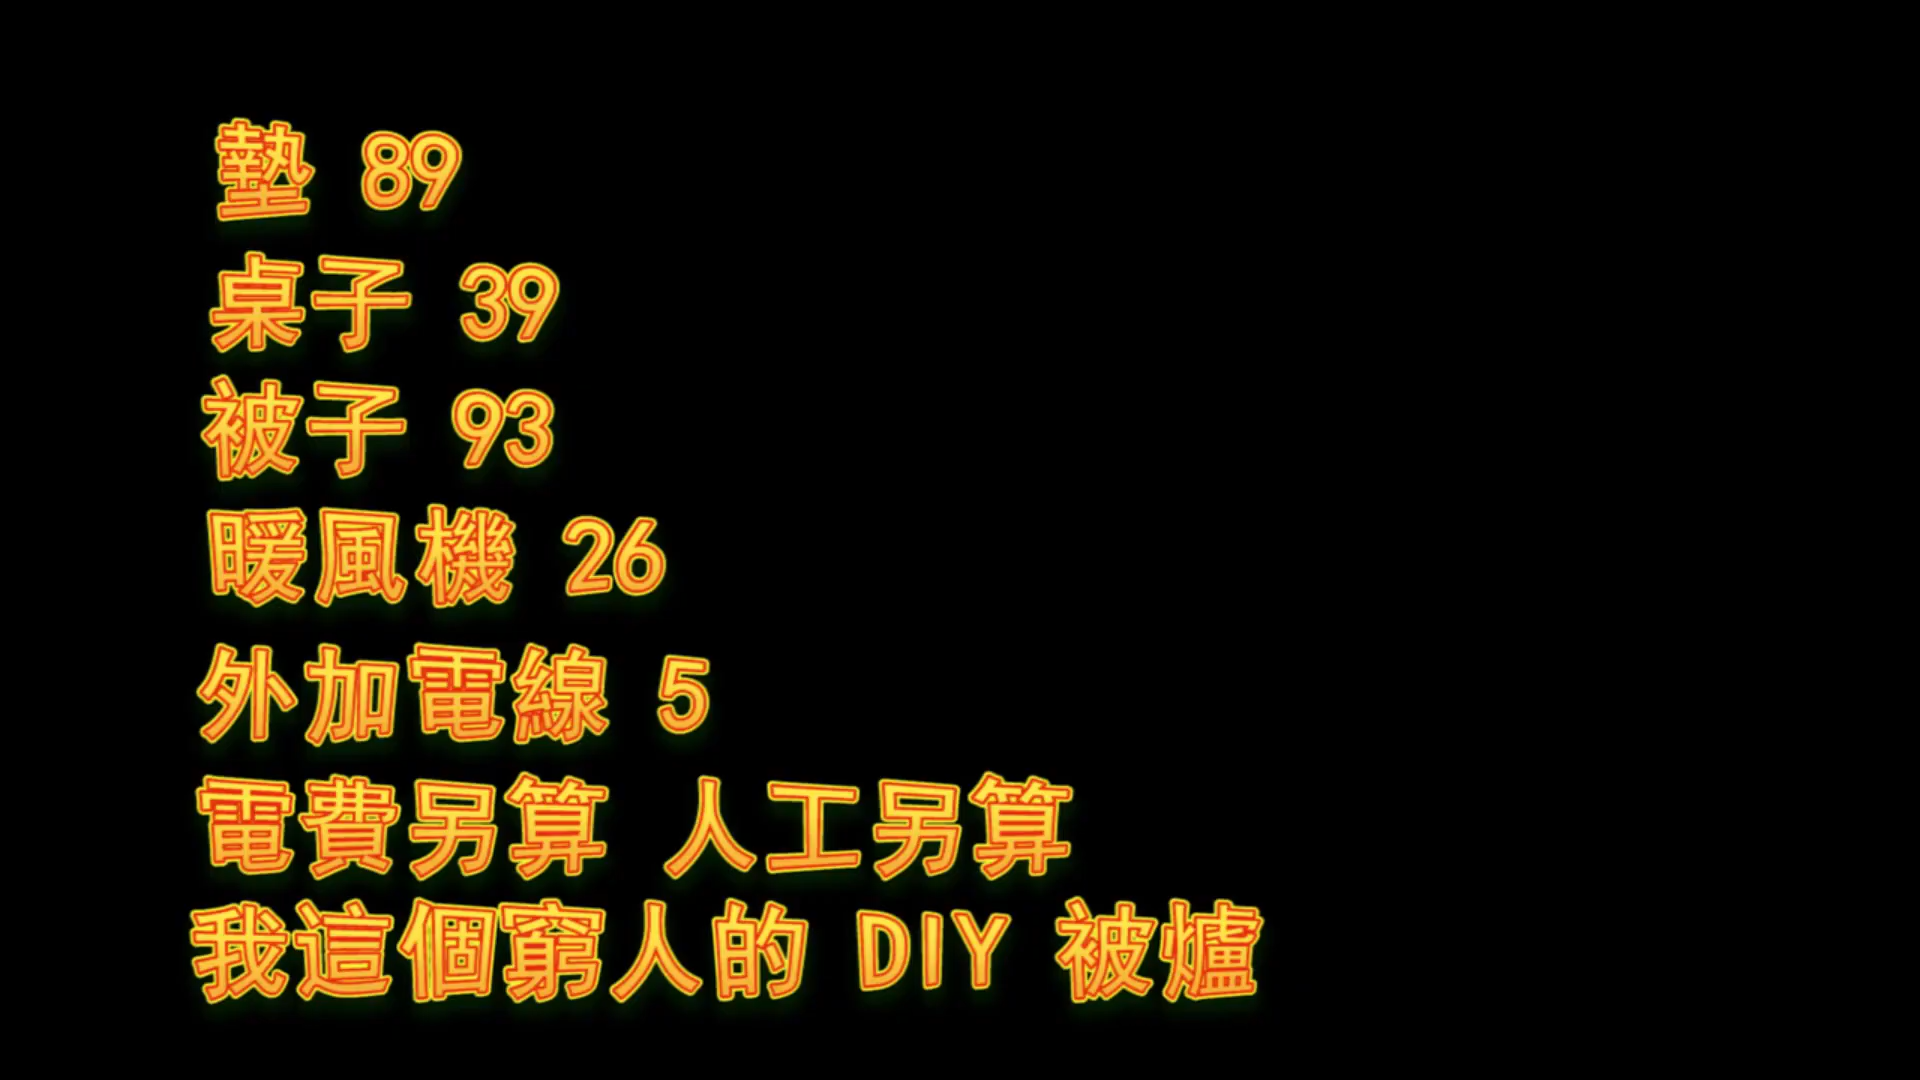 墊 89
桌子 39
被子 93
暖風機 26
外加電線 5
電費另算 人工另算
我這個窮人的 DIY 被爐